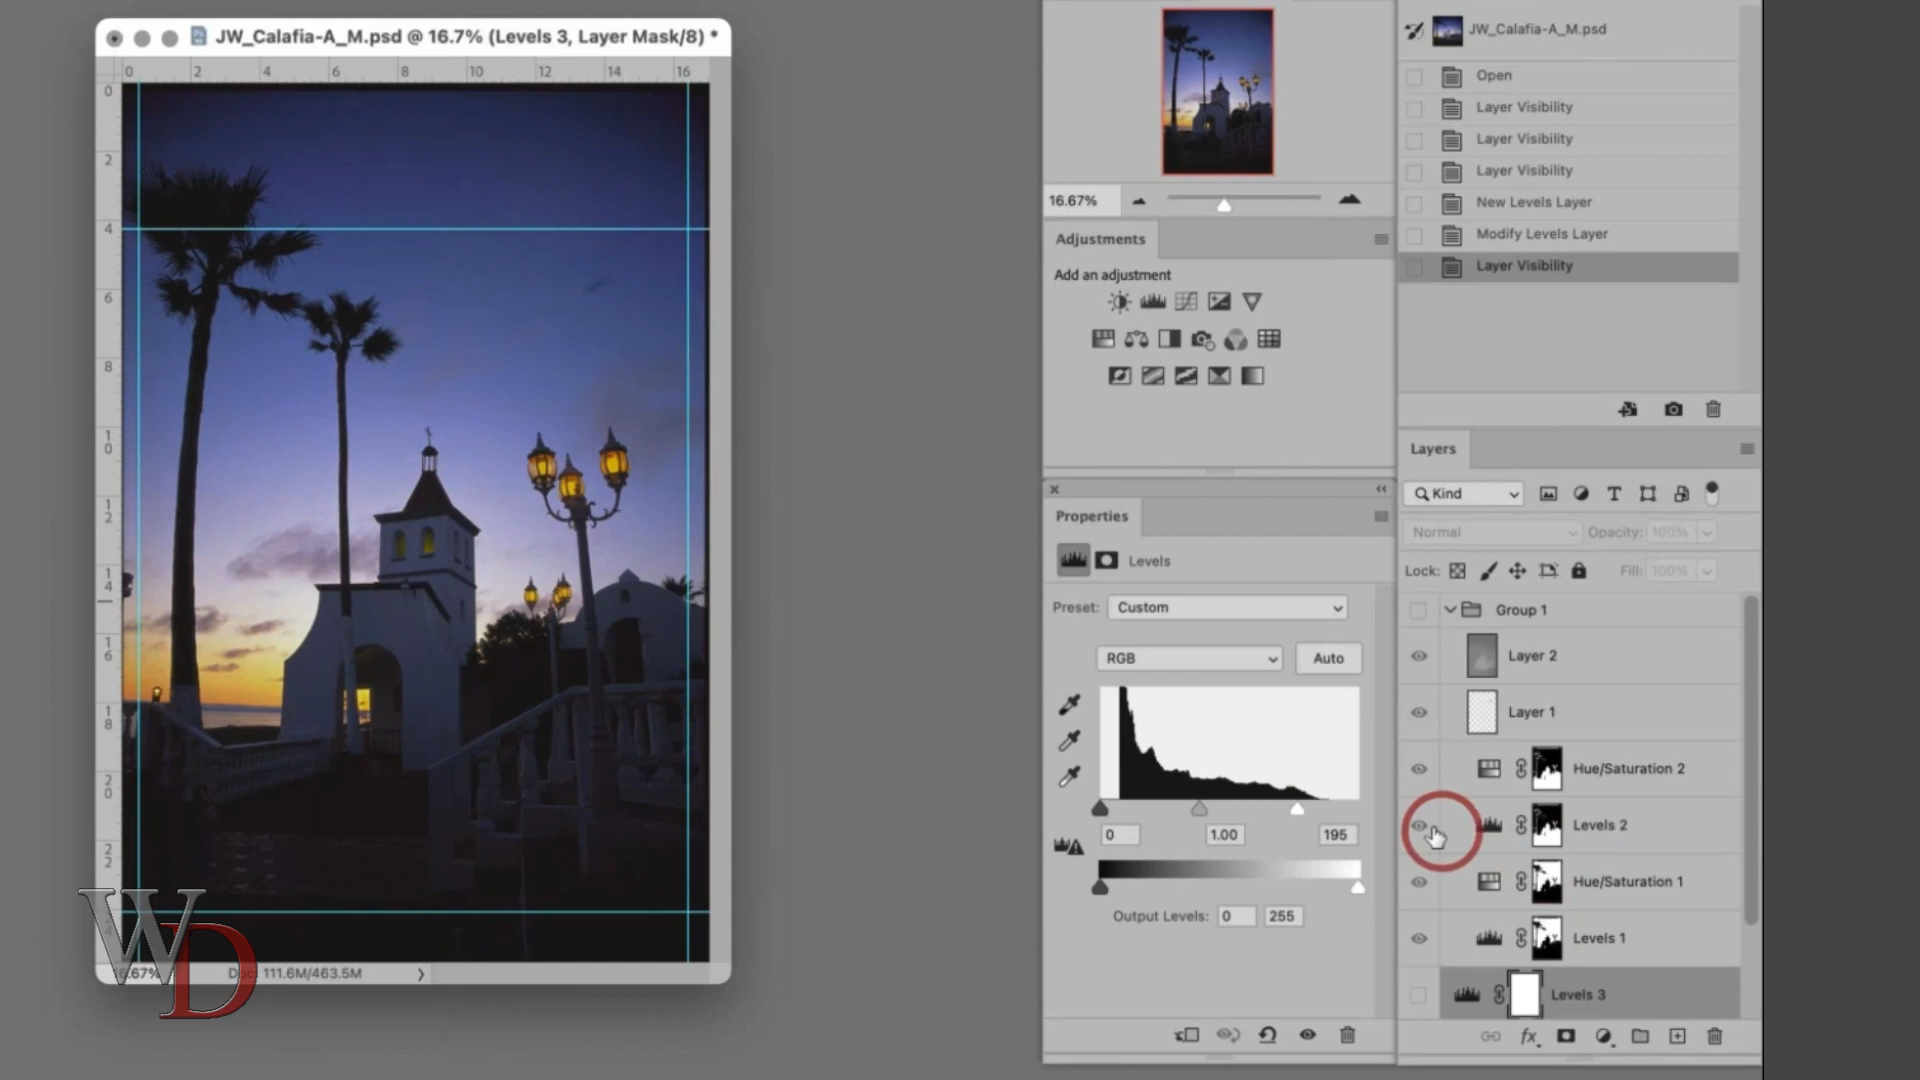 JW_Calafia-A_M.psd @ 16.7% (Levels 3, Layer Mask/8) *
0 2 4 6 8 10 12 14 16
0
2
4
6
8
10
12
14
16
18
20
22
16.67%
Doc: 111.6M/463.5M
WD
16.67%
Adjustments
Add an adjustment
Properties
Levels
Preset: Custom
RGB
Auto
0 1.00 195
Output Levels: 0 255
JW_Calafia-A_M.psd
Open
Layer Visibility
Layer Visibility
Layer Visibility
New Levels Layer
Modify Levels Layer
Layer Visibility
Layers
Kind
Normal Opacity: 100%
Lock: Fill: 100%
Group 1
Layer 2
Layer 1
Hue/Saturation 2
Levels 2
Hue/Saturation 1
Levels 1
Levels 3
fx